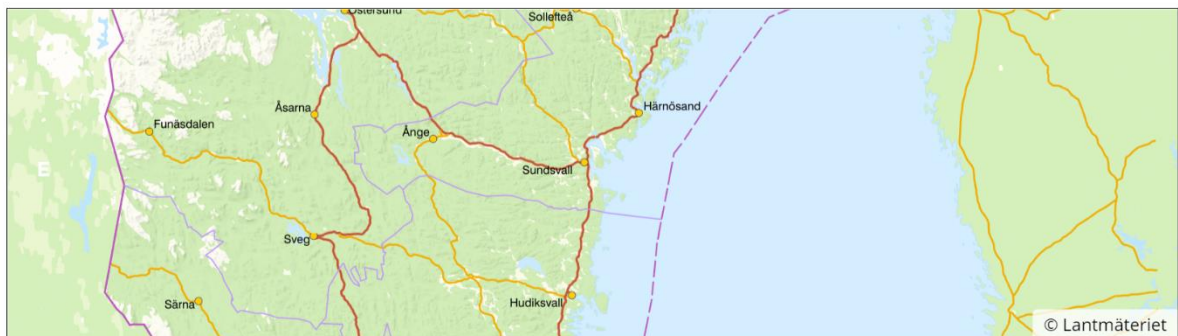 Östersund
Sollefteå
Åsarna
Härnösand
Funäsdalen
Ånge
Sundsvall
Sveg
Särna
Hudiksvall
© Lantmäteriet